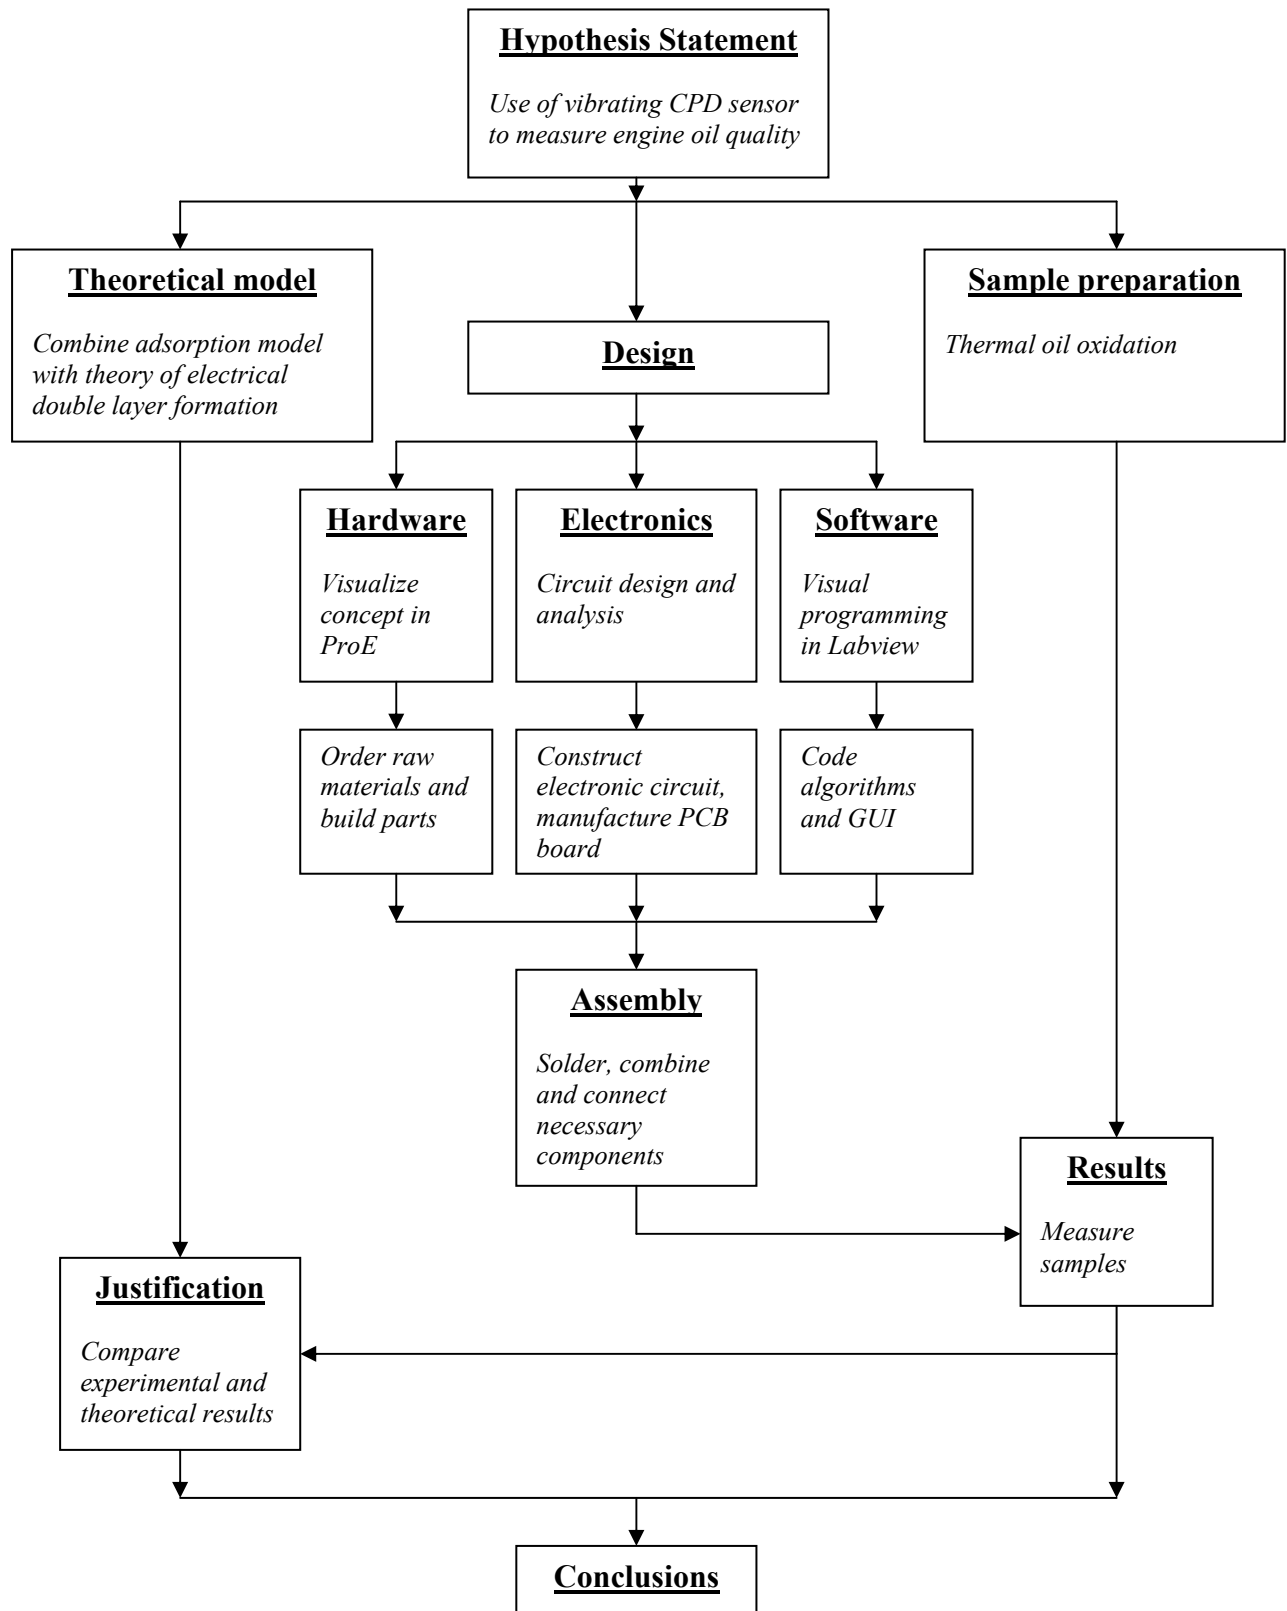 Hypothesis Statement
Use of vibrating CPD sensor
to measure engine oil quality
Theoretical model
Combine adsorption model
with theory of electrical
double layer formation
Design
Sample preparation
Thermal oil oxidation
Hardware
Visualize
concept in
ProE
Electronics
Circuit design and
analysis
Software
Visual
programming
in Labview
Order raw
materials and
build parts
Construct
electronic circuit,
manufacture PCB
board
Code
algorithms
and GUI
Assembly
Solder, combine
and connect
necessary
components
Results
Measure
samples
Justification
Compare
experimental and
theoretical results
Conclusions